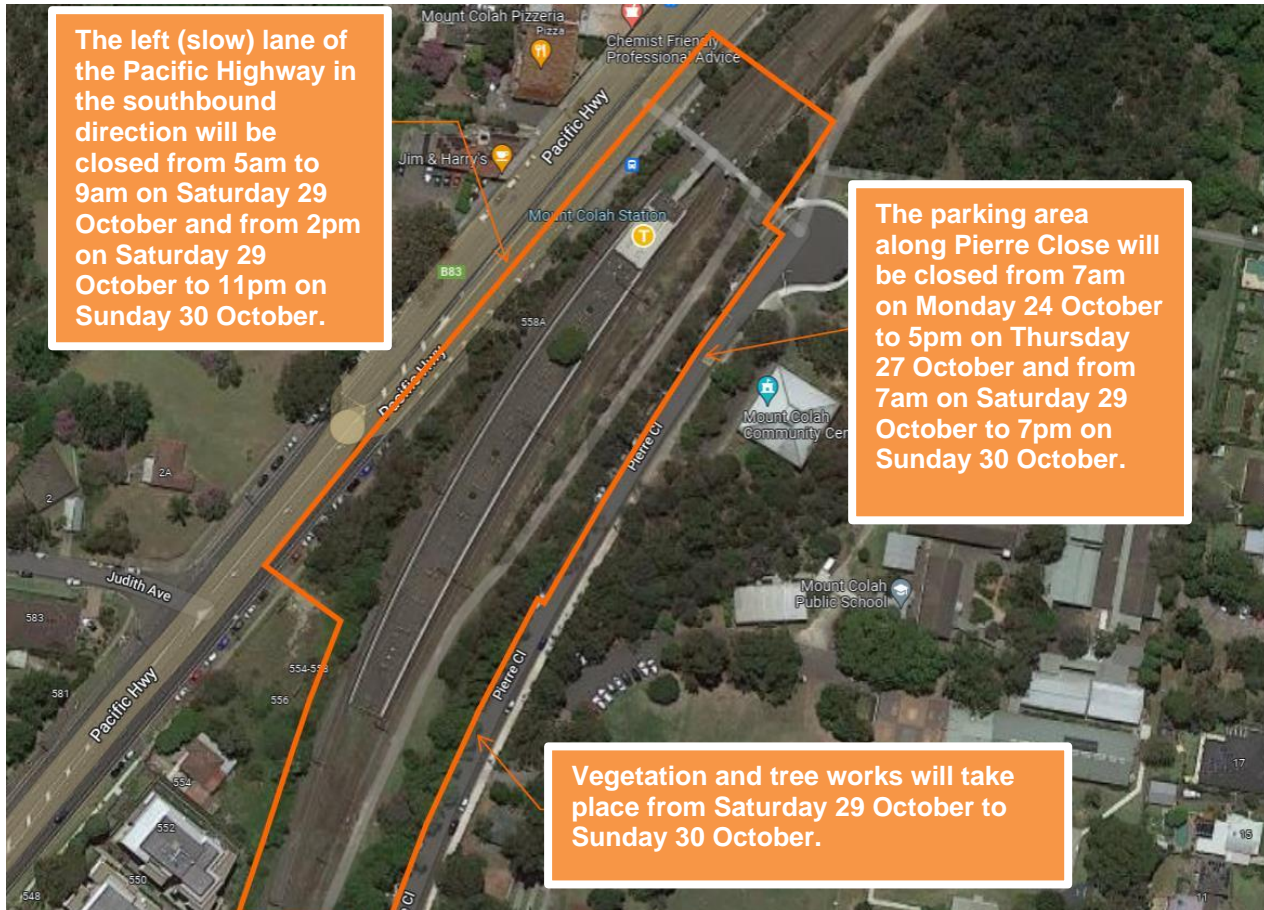 The left (slow) lane of
the Pacific Highway in
the southbound
direction will be
closed from 5am to
9am on Saturday 29
October and from 2pm
on Saturday 29
October to 11pm on
Sunday 30 October.
Mount Colah Pizzeria
Pizza
Chemist Friendly
Professional Advice
Pacific Hwy
Jim & Harry's
Mount Colah Station
T
B83
558A
Pacific Hwy
The parking area
along Pierre Close will
be closed from 7am
on Monday 24 October
to 5pm on Thursday
27 October and from
7am on Saturday 29
October to 7pm on
Sunday 30 October.
Mount Colah
Community Cen
Pierre Cl
2A
2
Judith Ave
583
Mount Colah
Public School
581
554-558
556
Pierre Cl
Pacific Hwy
554
552
550
548
Vegetation and tree works will take
place from Saturday 29 October to
Sunday 30 October.
17
15
11
Pierre Cl